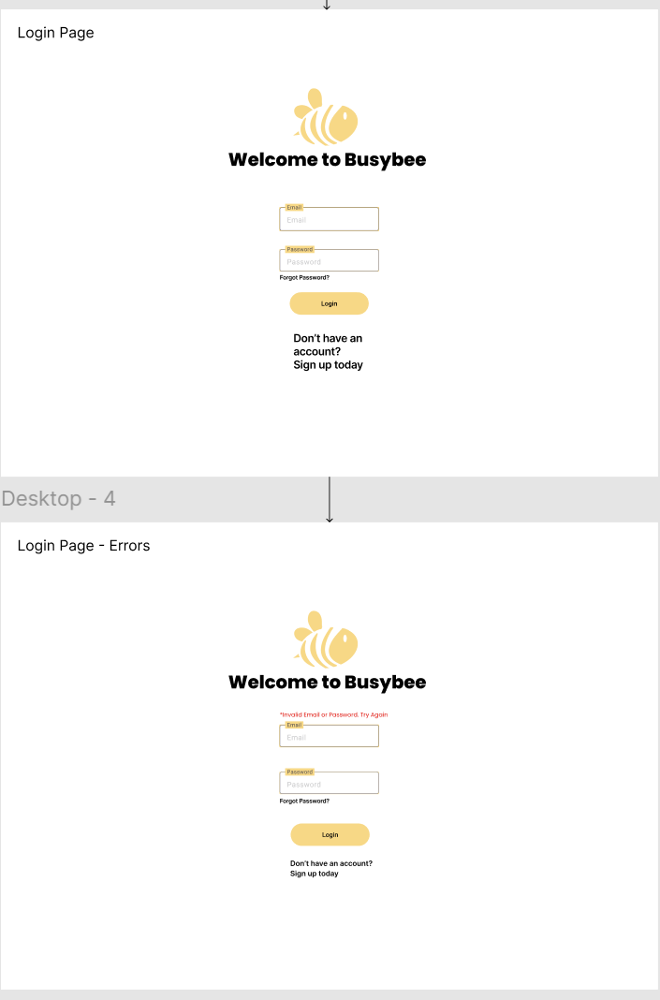 Login Page
Welcome to Busybee
Email
Email
Password
Password
Forgot Password?
Login
Don't have an
account?
Sign up today
Desktop - 4
Login Page - Errors
Welcome to Busybee
*Invalid Email or Password. Try Again
Email
Email
Password
Password
Forgot Password?
Login
Don't have an account?
Sign up today